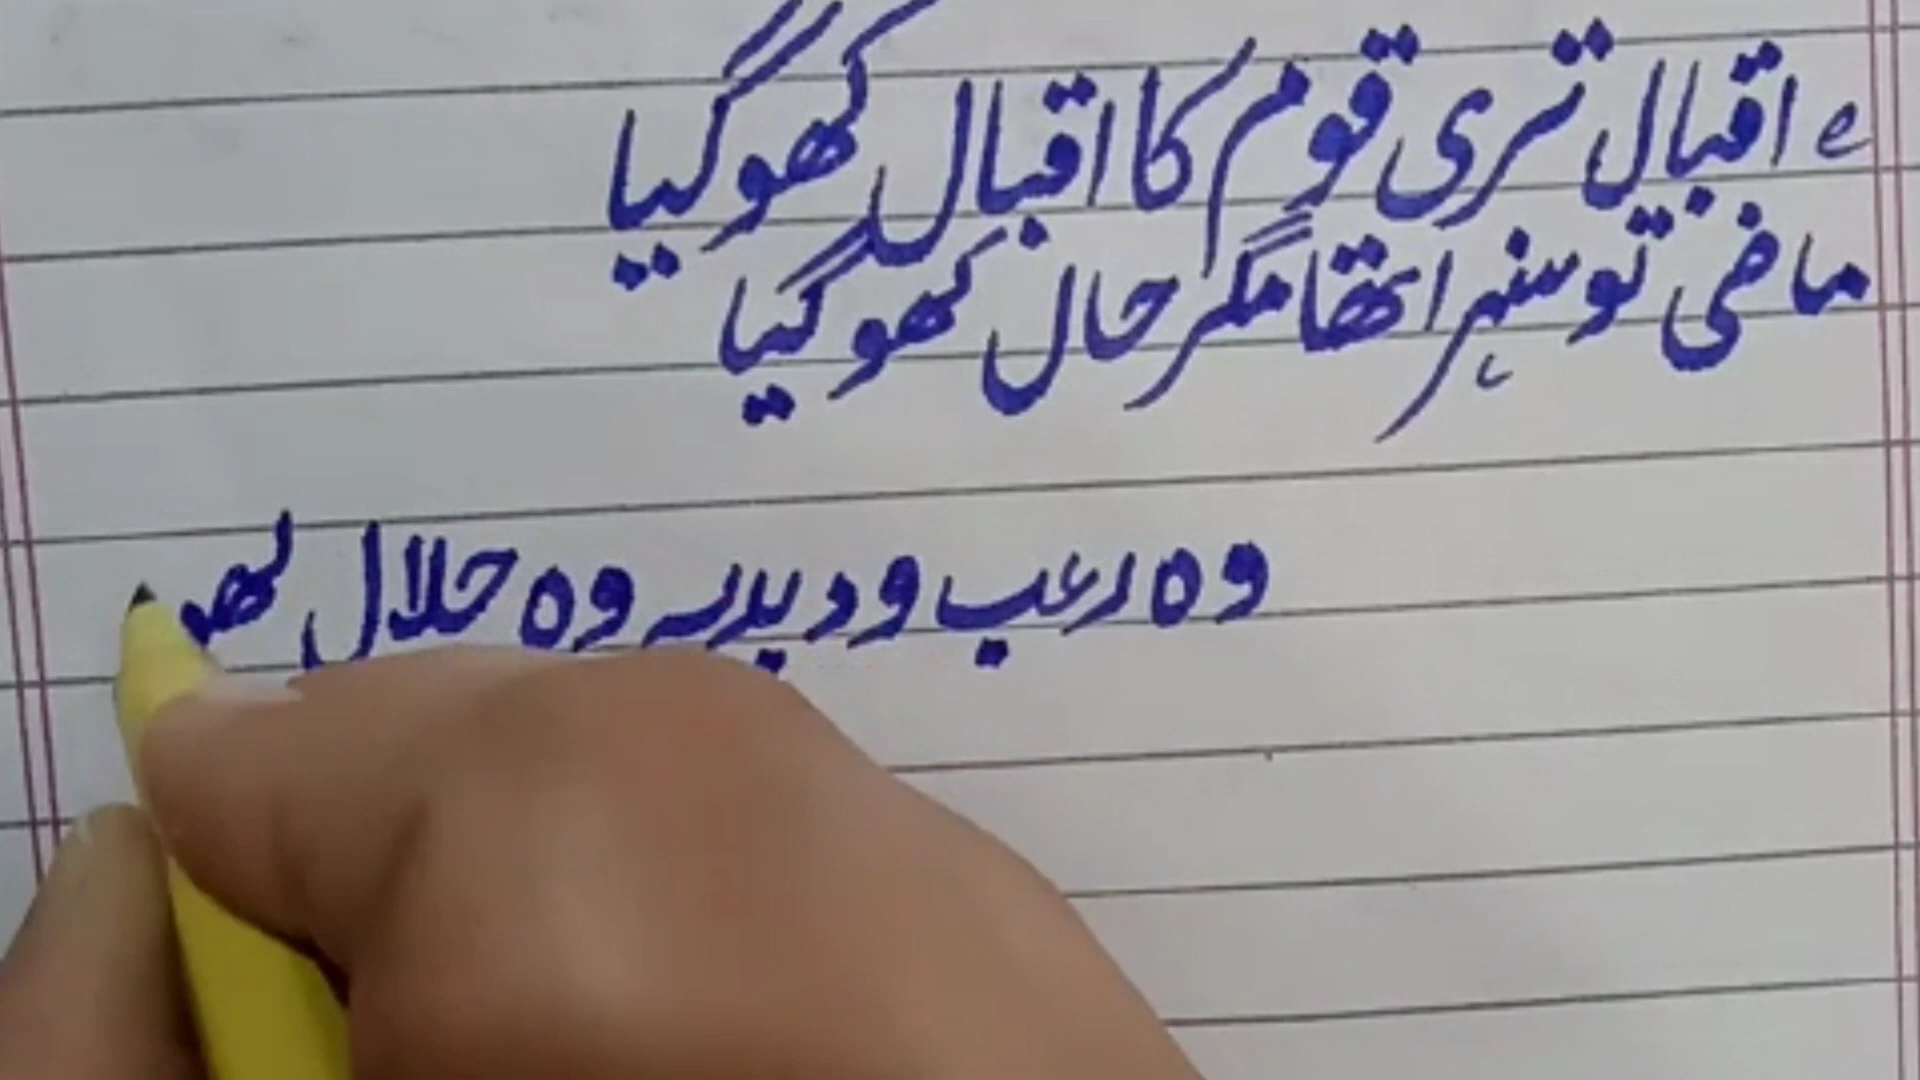 اقبال تری قوم کا اقبال کھو گیا
ماضی تو سنہرا تھا مگر حال کھو گیا
وہ رعب و دبدبہ وہ جلال